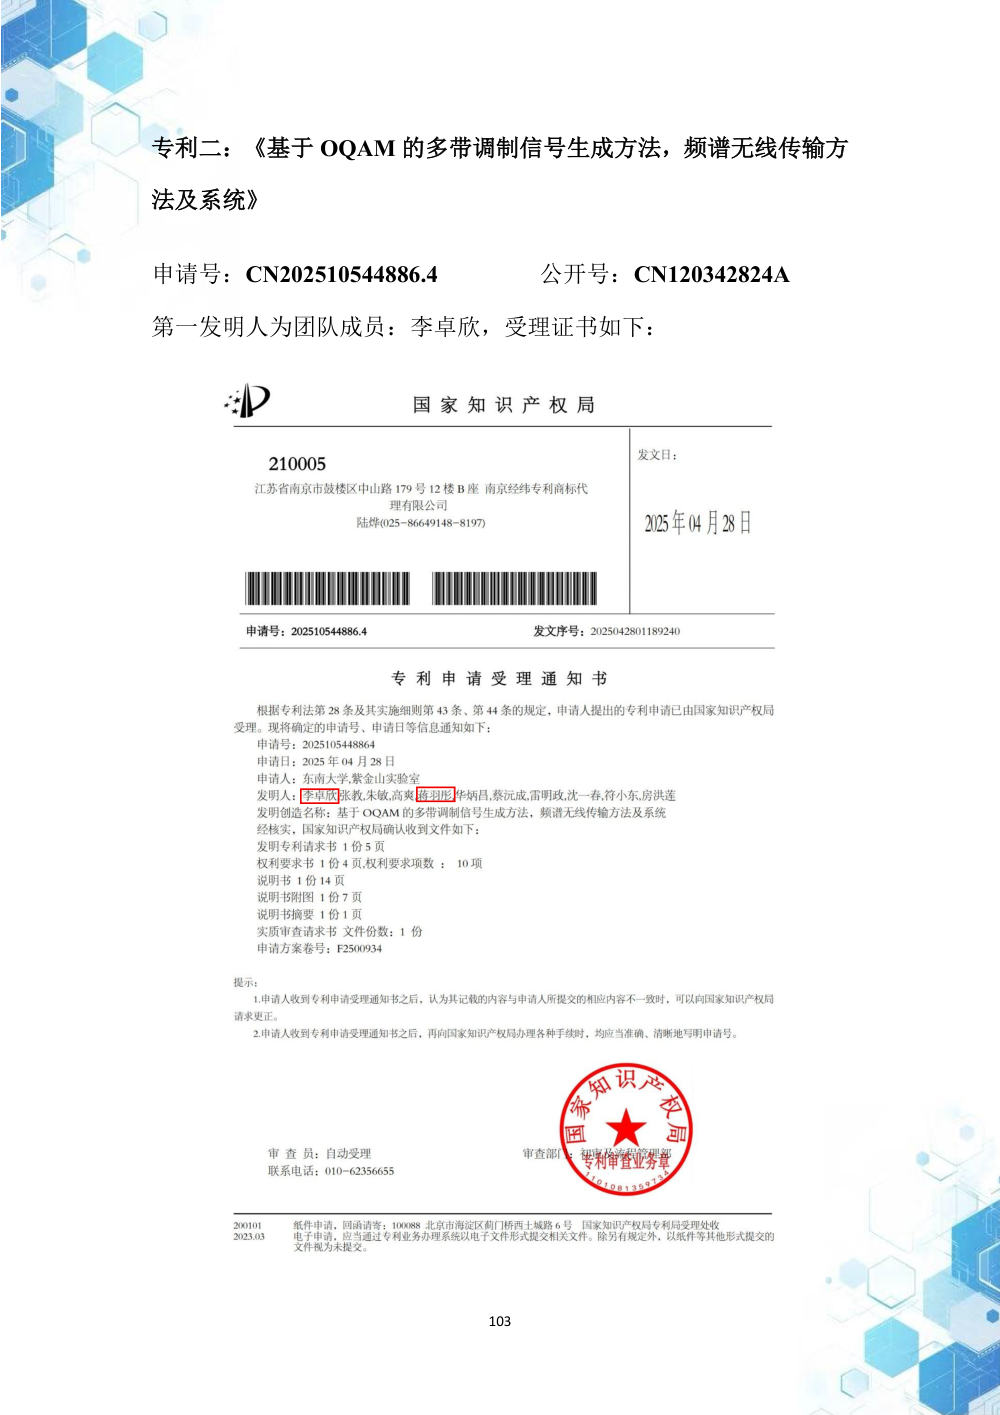 专利二：《基于 OQAM 的多带调制信号生成方法，频谱无线传输方
法及系统》
申请号：CN202510544886.4 公开号：CN120342824A
第一发明人为团队成员：李卓欣，受理证书如下：
国家知识产权局
210005
江苏省南京市鼓楼区中山路 179 号 12 楼 B 座 南京经纬专利商标代
理有限公司
陆烨(025-86649148-8197)
发文日：
2025 年 04 月 28 日
申请号：202510544886.4 发文序号：2025042801189240
专利申请受理通知书
根据专利法第 28 条及其实施细则第 43 条、第 44 条的规定，申请人提出的专利申请已由国家知识产权局
受理。现将确定的申请号、申请日等信息通知如下：
申请号：2025105448864
申请日：2025 年 04 月 28 日
申请人：东南大学,紫金山实验室
发明人：李卓欣,张教,朱敏,高爽,蒋羽彤,华炳昌,蔡沅成,雷明政,沈一春,符小东,房洪莲
发明创造名称：基于 OQAM 的多带调制信号生成方法，频谱无线传输方法及系统
经核实，国家知识产权局确认收到文件如下：
发明专利请求书 1 份 5 页
权利要求书 1 份 4 页,权利要求项数 ： 10 项
说明书 1 份 14 页
说明书附图 1 份 7 页
说明书摘要 1 份 1 页
实质审查请求书 文件份数：1 份
申请方案卷号：F2500934
提示：
1.申请人收到专利申请受理通知书之后，认为其记载的内容与申请人所提交的相应内容不一致时，可以向国家知识产权局
请求更正。
2.申请人收到专利申请受理通知书之后，再向国家知识产权局办理各种手续时，均应当准确、清晰地写明申请号。
国家知识产权局
专利审查业务章
1101081359734
审 查 员：自动受理 审查部门：初审及流程管理部
联系电话：010-62356655
200101 纸件申请，回函请寄：100088 北京市海淀区蓟门桥西土城路 6 号 国家知识产权局专利局受理处收
2023.03 电子申请，应当通过专利业务办理系统以电子文件形式提交相关文件。除另有规定外，以纸件等其他形式提交的
文件视为未提交。
103